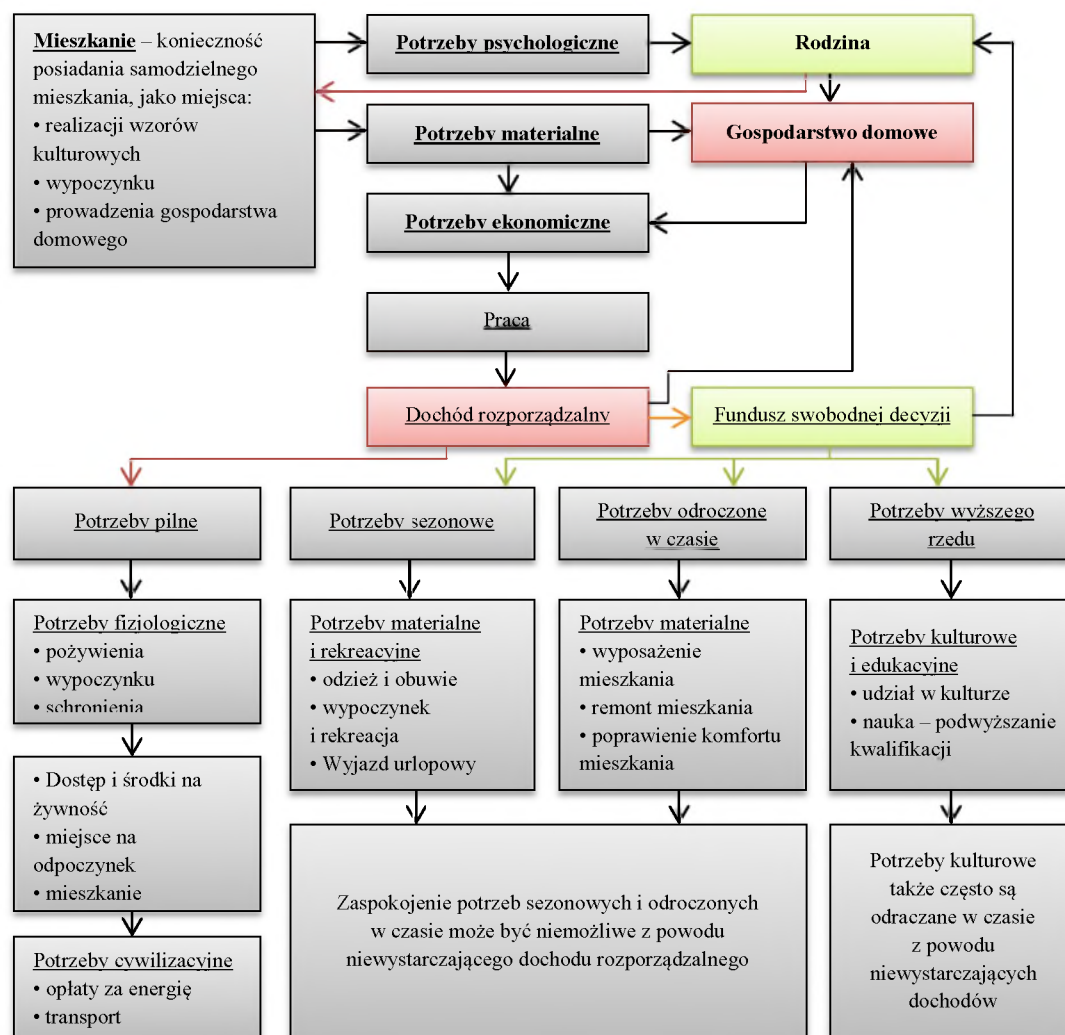 Mieszkanie – konieczność
posiadania samodzielnego
mieszkania, jako miejsca:
• realizacji wzorów
kulturowych
• wypoczynku
• prowadzenia gospodarstwa
domowego
Potrzeby psychologiczne
Rodzina
Potrzeby materialne
Gospodarstwo domowe
Potrzeby ekonomiczne
Praca
Dochód rozporządzalny
Fundusz swobodnej decyzji
Potrzeby pilne
Potrzeby sezonowe
Potrzeby odroczone
w czasie
Potrzeby wyższego
rzedu
Potrzeby fizjologiczne
• pożywienia
• wypoczynku
• schronienia
Potrzeby materialne
i rekreacyjne
• odzież i obuwie
• wypoczynek
i rekreacja
• Wyjazd urlopowy
Potrzeby materialne
• wyposażenie
mieszkania
• remont mieszkania
• poprawienie komfortu
mieszkania
Potrzeby kulturowe
i edukacyjne
• udział w kulturze
• nauka – podwyższanie
kwalifikacji
• Dostęp i środki na
żywność
• miejsce na
odpoczynek
• mieszkanie
Zaspokojenie potrzeb sezonowych i odroczonych
w czasie może być niemożliwe z powodu
niewystarczającego dochodu rozporządzalnego
Potrzeby kulturowe
także często są
odraczane w czasie
z powodu
niewystarczających
dochodów
Potrzeby cywilizacyjne
• opłaty za energię
• transport